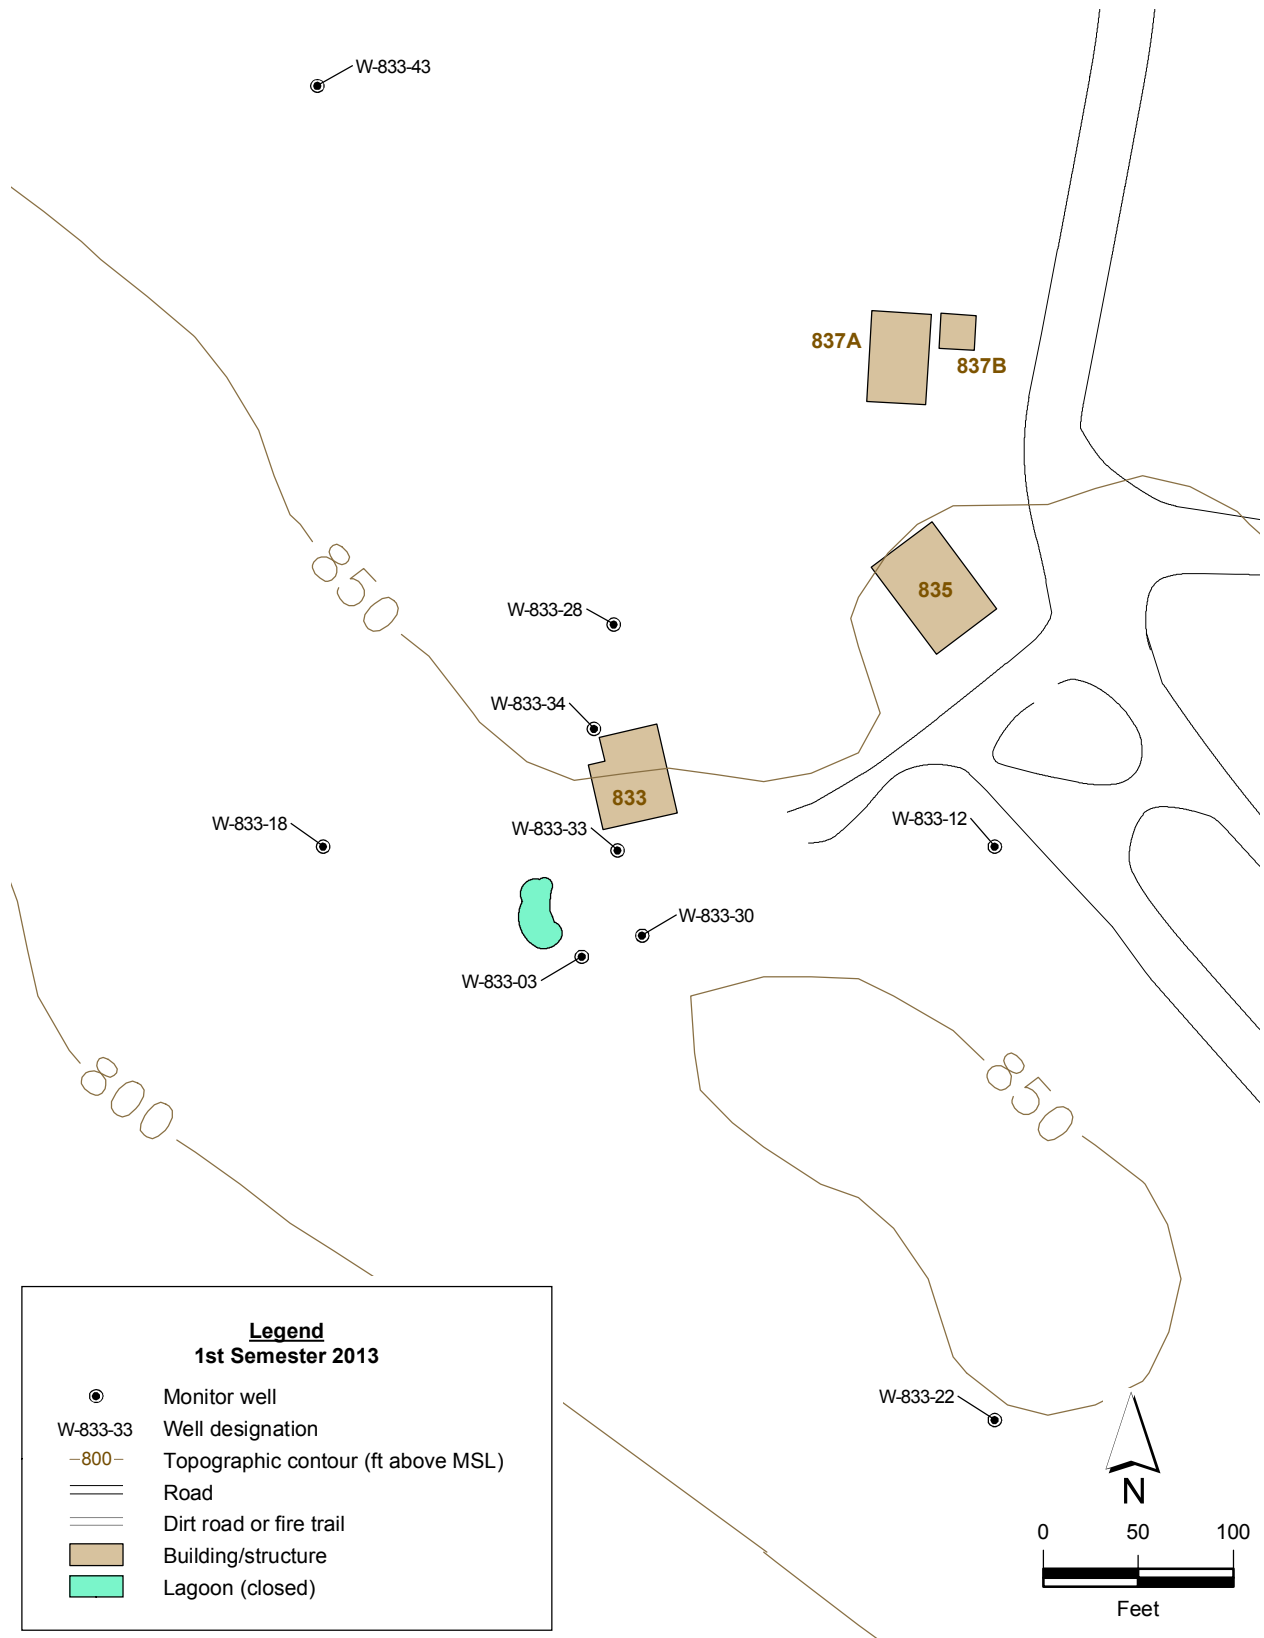 W-833-43
837A
837B
850
835
W-833-28
W-833-34
833
W-833-18
W-833-33
W-833-12
W-833-30
W-833-03
850
800
W-833-22
Legend
1st Semester 2013
Monitor well
W-833-33 Well designation
800 Topographic contour (ft above MSL)
Road
Dirt road or fire trail
Building/structure
Lagoon (closed)
N
0 50 100
Feet